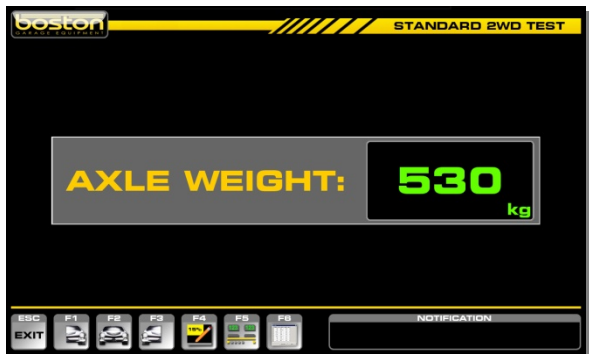 boston
GARAGE EQUIPMENT
STANDARD 2WD TEST
AXLE WEIGHT: 530
kg
ESC F1 F2 F3 F4 F5 F6 NOTIFICATION
EXIT